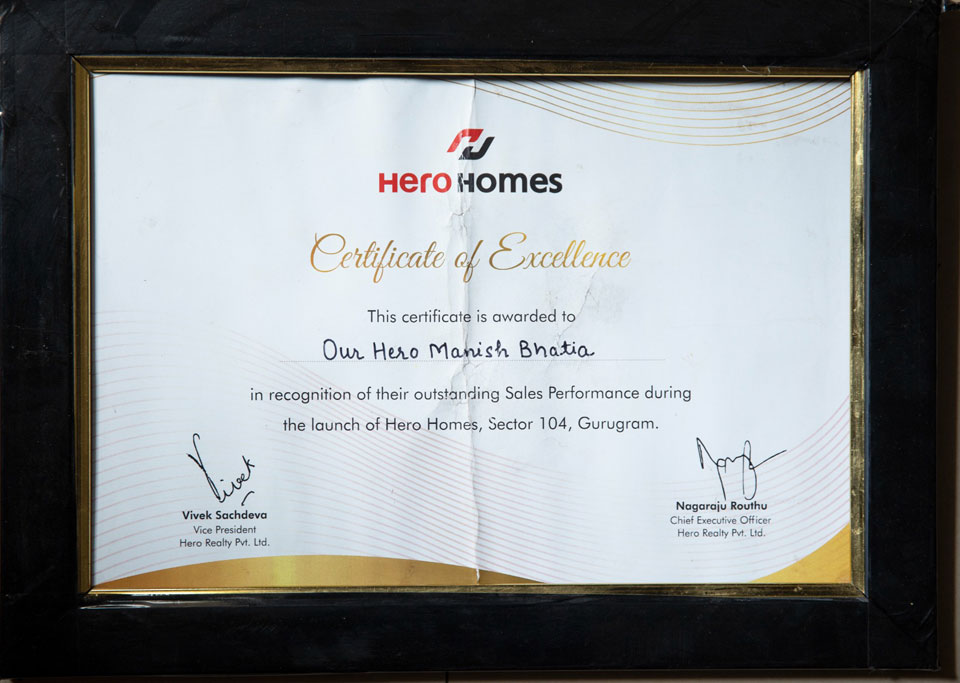 Hero Homes
Certificate of Excellence
This certificate is awarded to
Our Hero Manish Bhatia
in recognition of their outstanding Sales Performance during
the launch of Hero Homes, Sector 104, Gurugram.
Vivek
Vivek Sachdeva
Vice President
Hero Realty Pvt. Ltd.
Nagaraju Routhu
Chief Executive Officer
Hero Realty Pvt. Ltd.